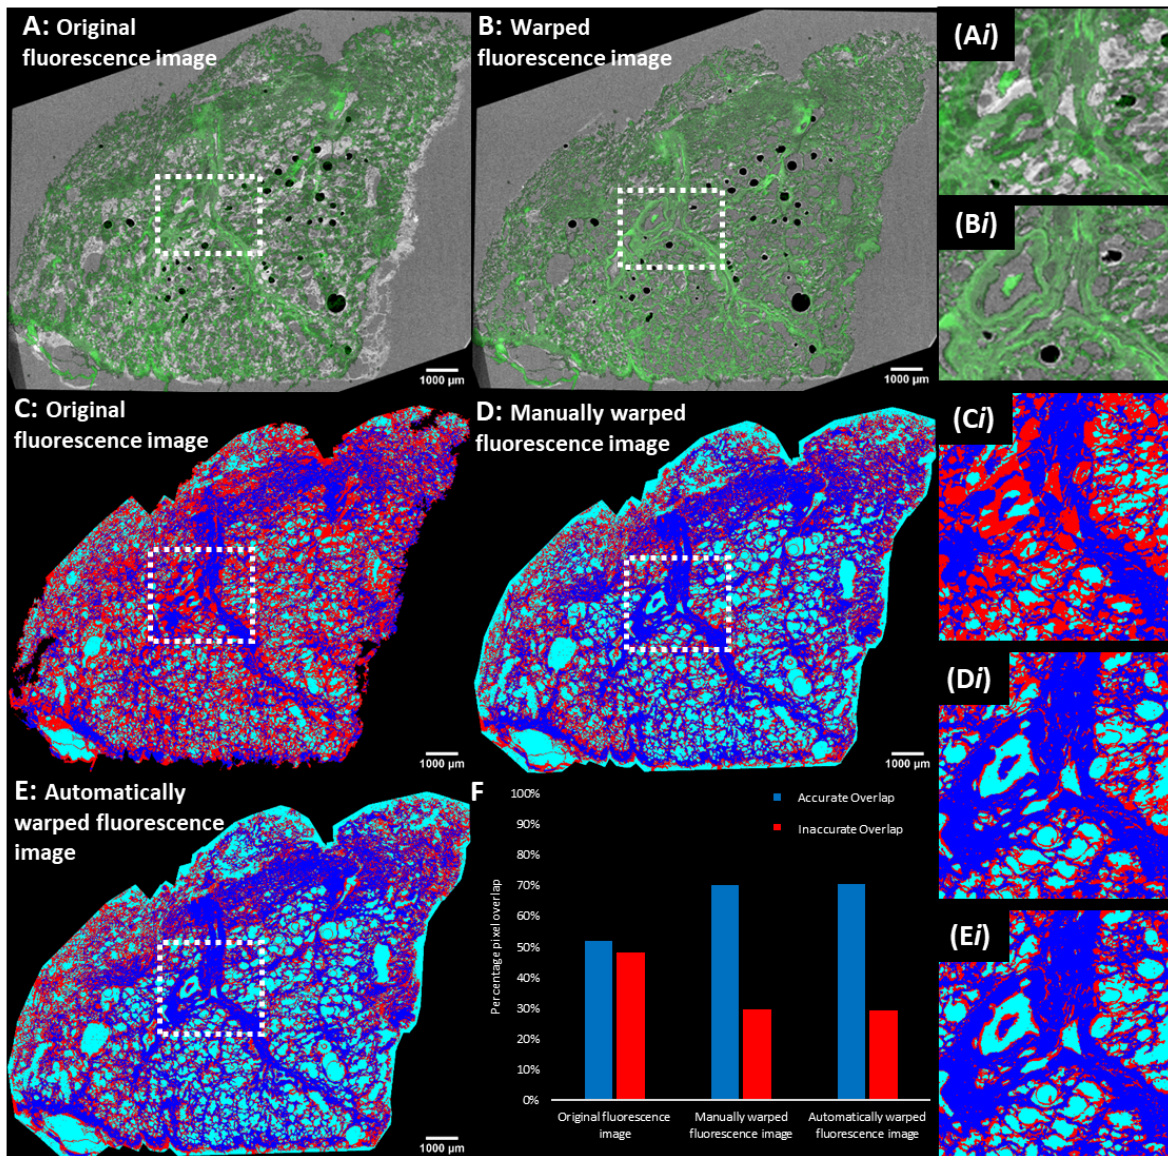 A: Original
fluorescence image
B: Warped
fluorescence image
(Ai)
(Bi)
1000 µm
1000 µm
C: Original
fluorescence image
D: Manually warped
fluorescence image
(Ci)
(Di)
1000 µm
1000 µm
E: Automatically
warped fluorescence
image
1000 µm
F
100%
90%
80%
70%
60%
50%
40%
30%
20%
10%
0%
Percentage pixel overlap
Accurate Overlap
Inaccurate Overlap
Original fluorescence
image
Manually warped
fluorescence image
Automatically warped
fluorescence image
(Ei)